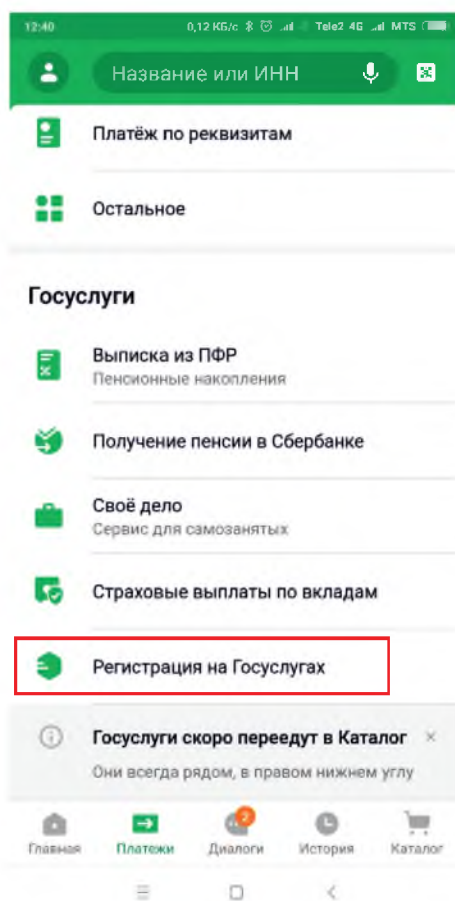 12:40 0,12 КБ/с Tele2 4G MTS
Название или ИНН
Платёж по реквизитам
Остальное
Госуслуги
Выписка из ПФР
Пенсионные накопления
Получение пенсии в Сбербанке
Своё дело
Сервис для самозанятых
Страховые выплаты по вкладам
Регистрация на Госуслугах
Госуслуги скоро переедут в Каталог ×
Они всегда рядом, в правом нижнем углу
2
Главная Платежи Диалоги История Каталог